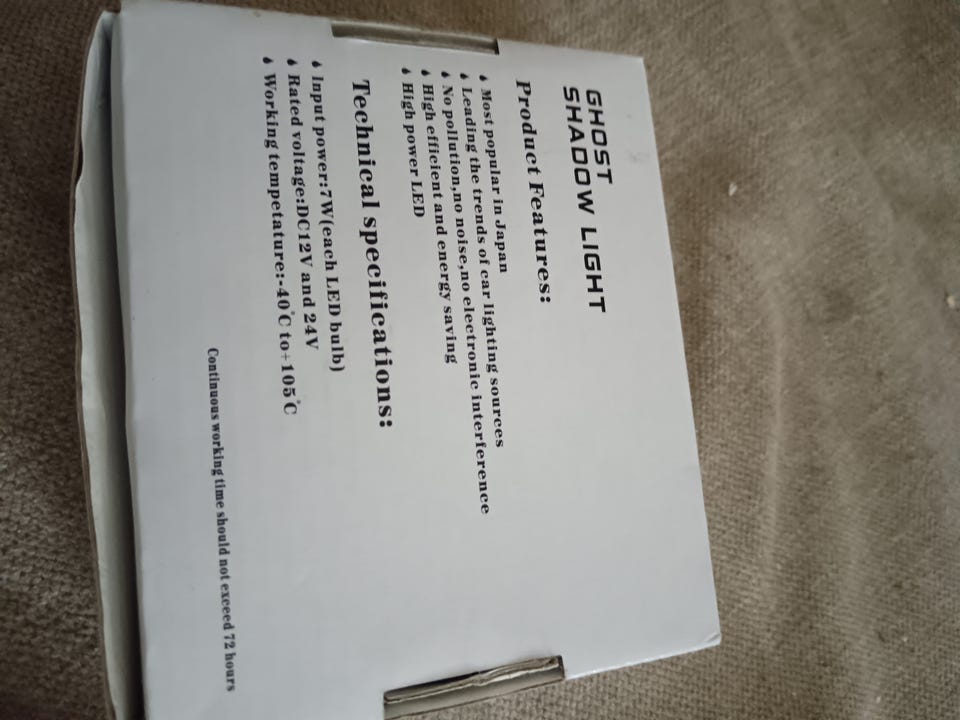 GHOST
SHADOW LIGHT
Product Features:
Most popular in Japan
Leading the trends of car lighting sources
No pollution,no noise,no electronic interference
High efficient and energy saving
High power LED
Technical specifications:
Input power:7W(each LED bulb)
Rated voltage:DC12V and 24V
Working tempetature:-40°C to+105°C
Continuous working time should not exceed 72 hours